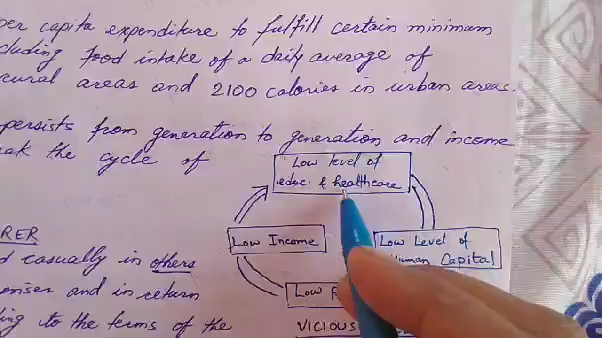 per capita expenditure to fulfill certain minimum
cluding food intake of a daily average of
rural areas and 2100 calories in urban areas.
persists from generation to generation and income
eak the cycle of
Low level of
educ. & healthcare
RER
Low Income
Low Level of
Human Capital
d casually in others
and in return
Low
ding to the terms of the
VICIOUS